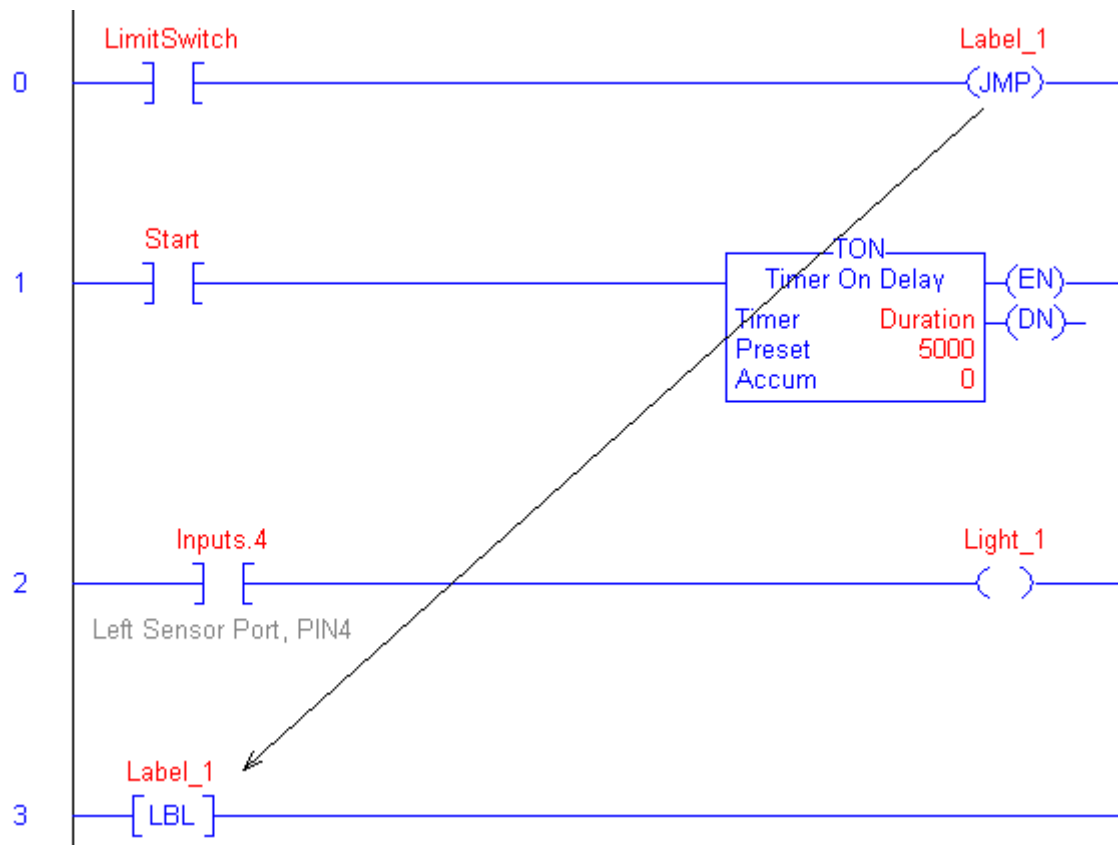 LimitSwitch Label_1
0 (JMP)
Start
1 TON
Timer On Delay (EN)
Timer Duration (DN)
Preset 5000
Accum 0
Inputs.4 Light_1
2
Left Sensor Port, PIN4
Label_1
3 LBL